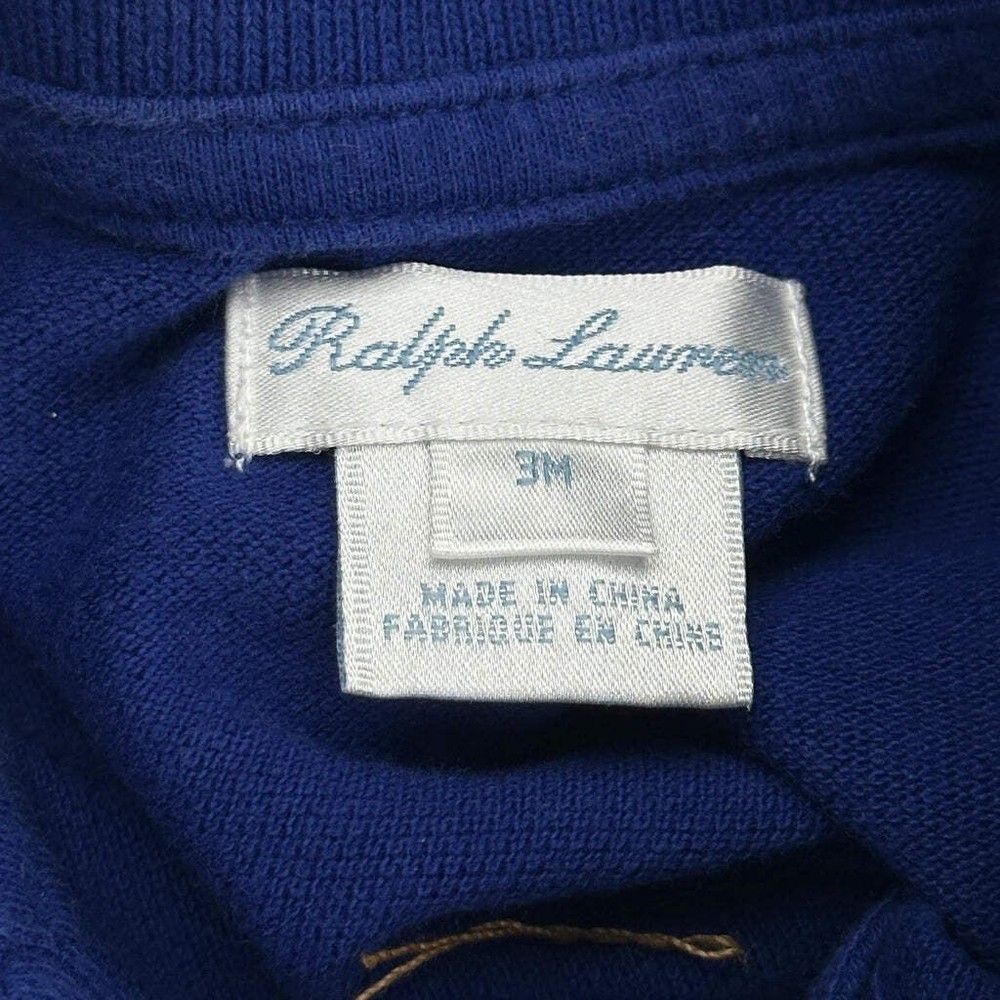 Ralph Lauren
3M
MADE IN CHINA
FABRIQUE EN CHINE